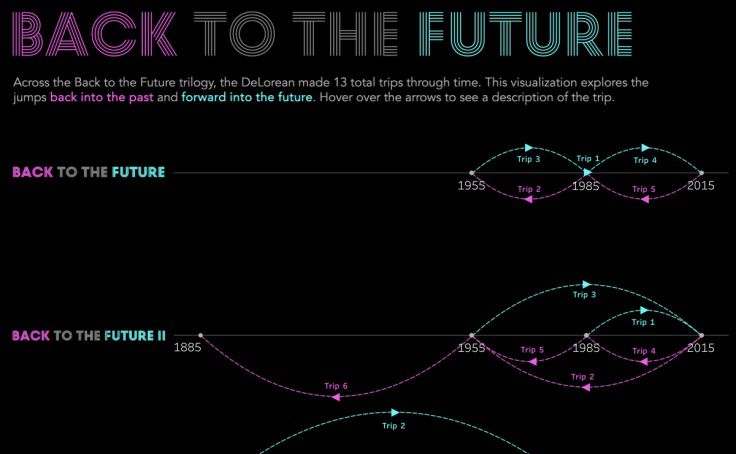 BACK TO THE FUTURE
Across the Back to the Future trilogy, the DeLorean made 13 total trips through time. This visualization explores the
jumps back into the past and forward into the future. Hover over the arrows to see a description of the trip.
Trip 3
Trip 1
Trip 4
BACK TO THE FUTURE
1955
1985
2015
Trip 2
Trip 5
Trip 3
Trip 1
BACK TO THE FUTURE II
1885
1955
1985
2015
Trip 5
Trip 4
Trip 2
Trip 6
Trip 2